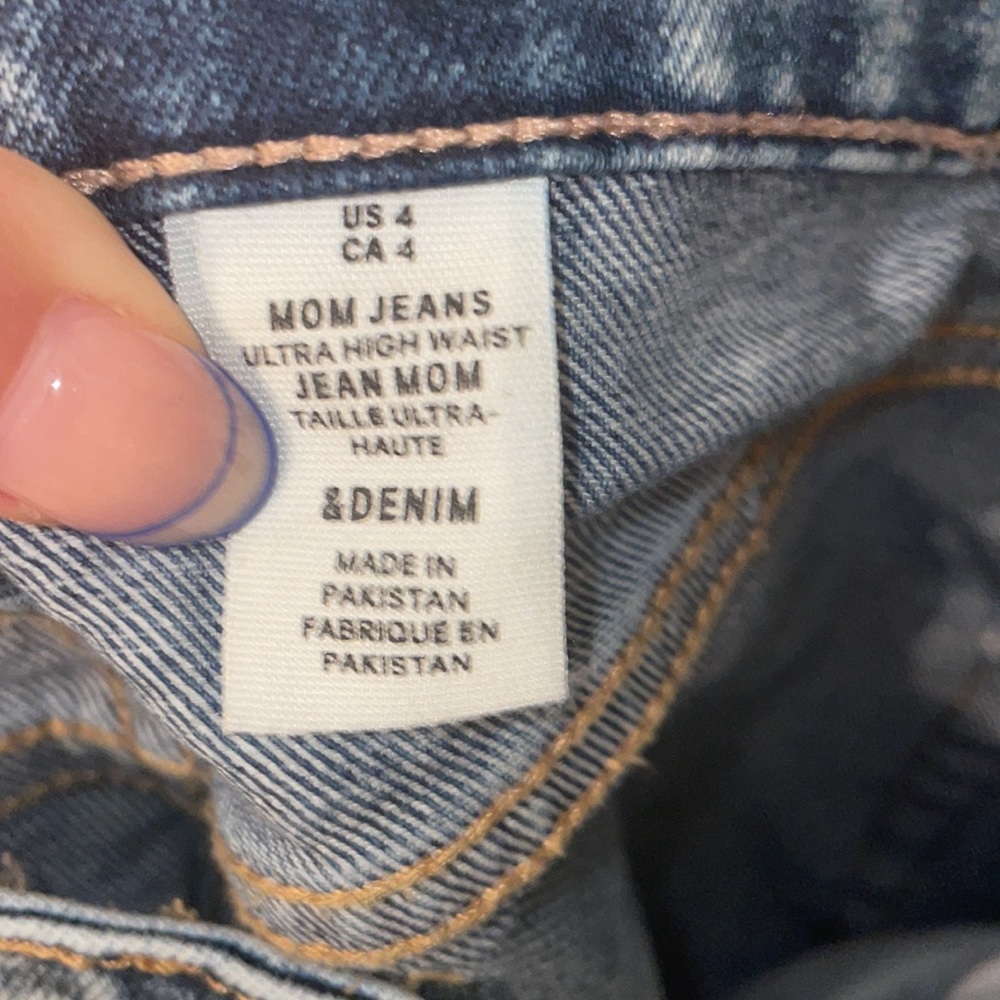 US 4
CA 4
MOM JEANS
ULTRA HIGH WAIST
JEAN MOM
TAILLE ULTRA-
HAUTE
&DENIM
MADE IN
PAKISTAN
FABRIQUE EN
PAKISTAN